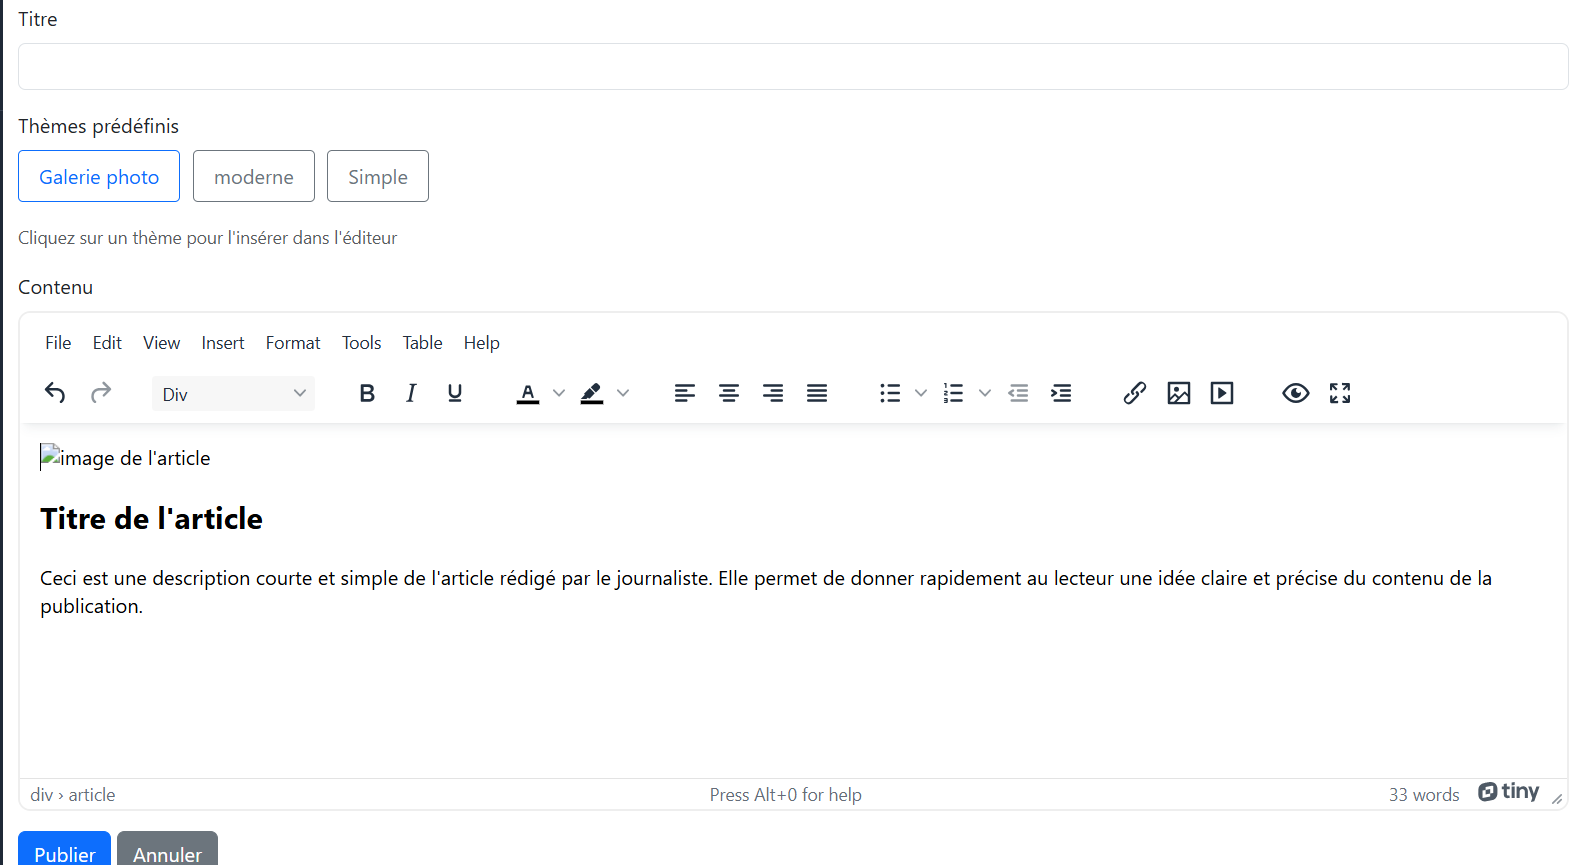 Titre
Thèmes prédéfinis
Galerie photo
moderne
Simple
Cliquez sur un thème pour l'insérer dans l'éditeur
Contenu
File Edit View Insert Format Tools Table Help
Div
image de l'article
Titre de l'article
Ceci est une description courte et simple de l'article rédigé par le journaliste. Elle permet de donner rapidement au lecteur une idée claire et précise du contenu de la
publication.
div › article
Press Alt+0 for help
33 words
tiny
Publier
Annuler